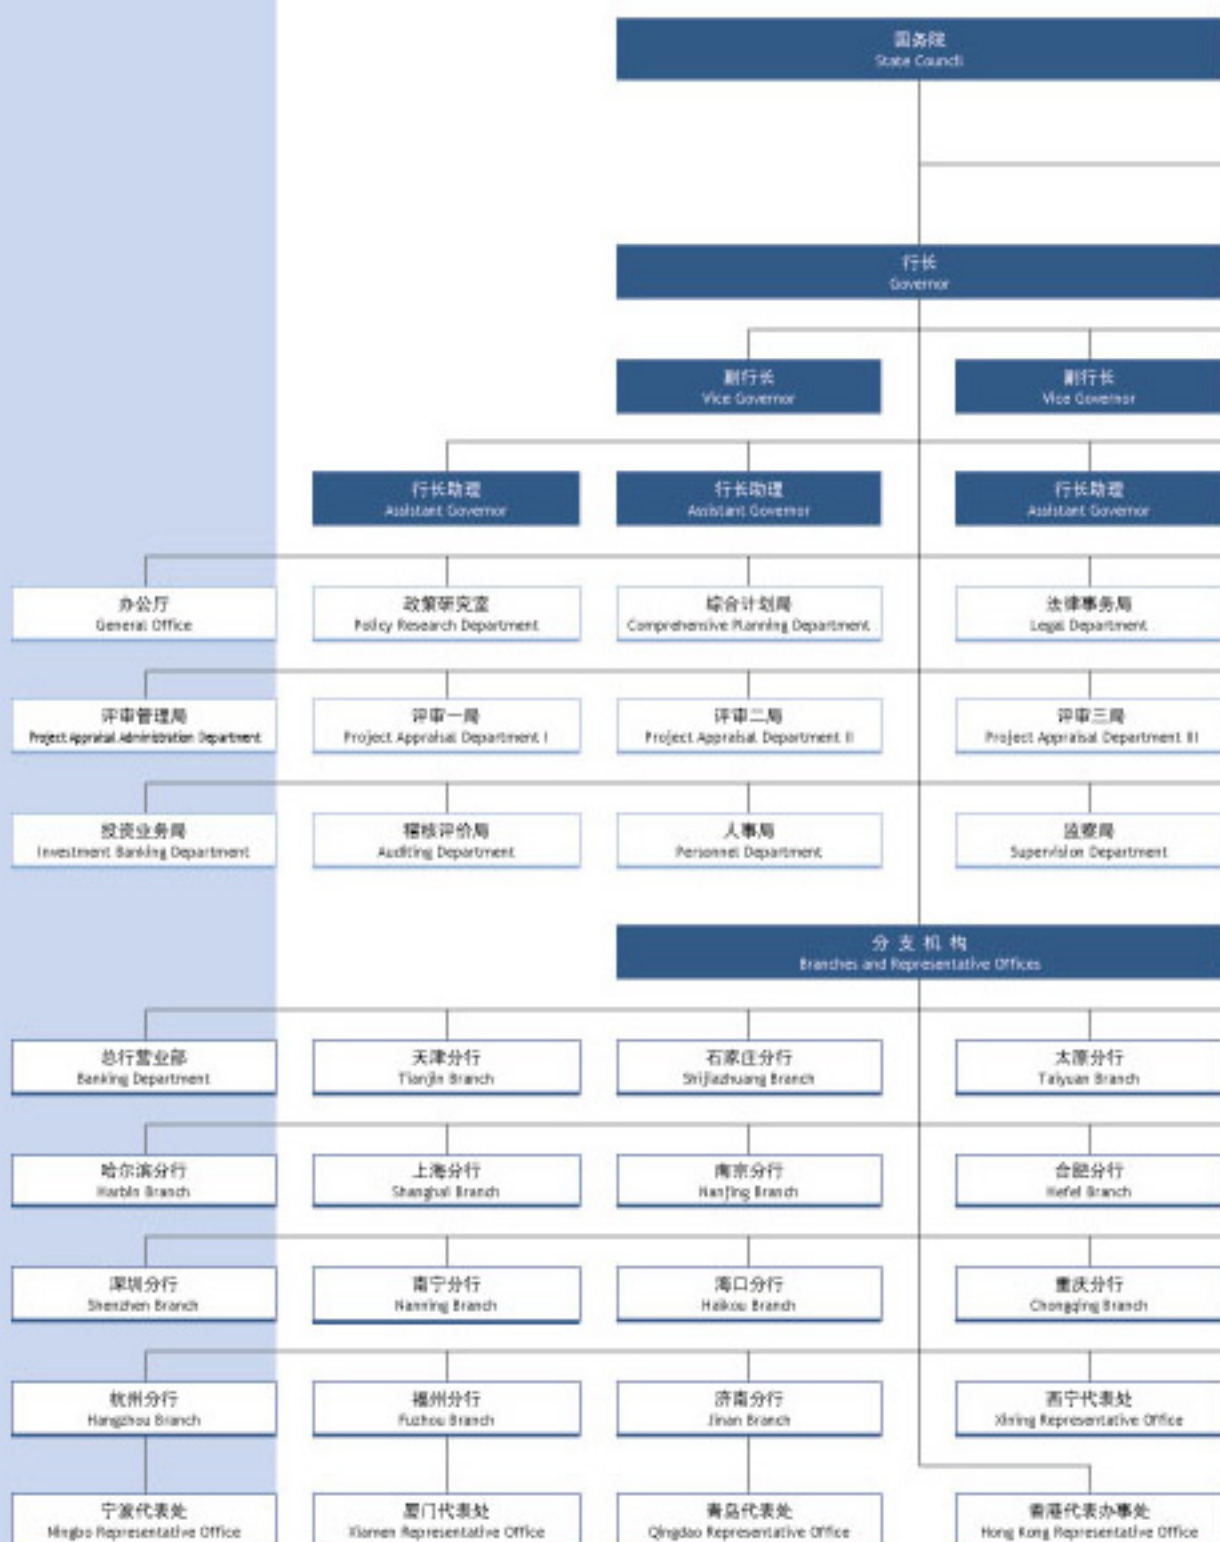 国务院
State Council
行长
Governor
副行长
Vice Governor
副行长
Vice Governor
行长助理
Assistant Governor
行长助理
Assistant Governor
行长助理
Assistant Governor
办公厅
General Office
政策研究室
Policy Research Department
综合计划局
Comprehensive Planning Department
法律事务局
Legal Department
评审管理局
Project Appraisal Administration Department
评审一局
Project Appraisal Department I
评审二局
Project Appraisal Department II
评审三局
Project Appraisal Department III
投资业务局
Investment Banking Department
稽核评价局
Auditing Department
人事局
Personnel Department
监察局
Supervision Department
分支机构
Branches and Representative Offices
总行营业部
Banking Department
天津分行
Tianjin Branch
石家庄分行
Shijiazhuang Branch
太原分行
Taiyuan Branch
哈尔滨分行
Harbin Branch
上海分行
Shanghai Branch
南京分行
Nanjing Branch
合肥分行
Hefei Branch
深圳分行
Shenzhen Branch
南宁分行
Nanning Branch
海口分行
Haikou Branch
重庆分行
Chongqing Branch
杭州分行
Hangzhou Branch
福州分行
Fuzhou Branch
济南分行
Jinan Branch
西宁代表处
Xining Representative Office
宁波代表处
Ningbo Representative Office
厦门代表处
Xiamen Representative Office
青岛代表处
Qingdao Representative Office
香港代表办事处
Hong Kong Representative Office